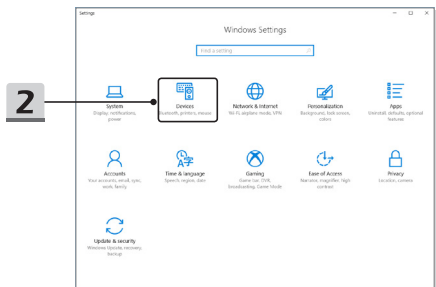 Settings
Windows Settings
Find a setting
2
System
Display, notifications,
power
Devices
Bluetooth, printers, mouse
Network & Internet
Wi-Fi, airplane mode, VPN
Personalization
Background, lock screen,
colors
Apps
Uninstall, defaults, optional
features
Accounts
Your accounts, email, sync,
work, family
Time & language
Speech, region, date
Gaming
Game bar, DVR,
broadcasting, Game Mode
Ease of Access
Narrator, magnifier, high
contrast
Privacy
Location, camera
Update & security
Windows Update, recovery,
backup